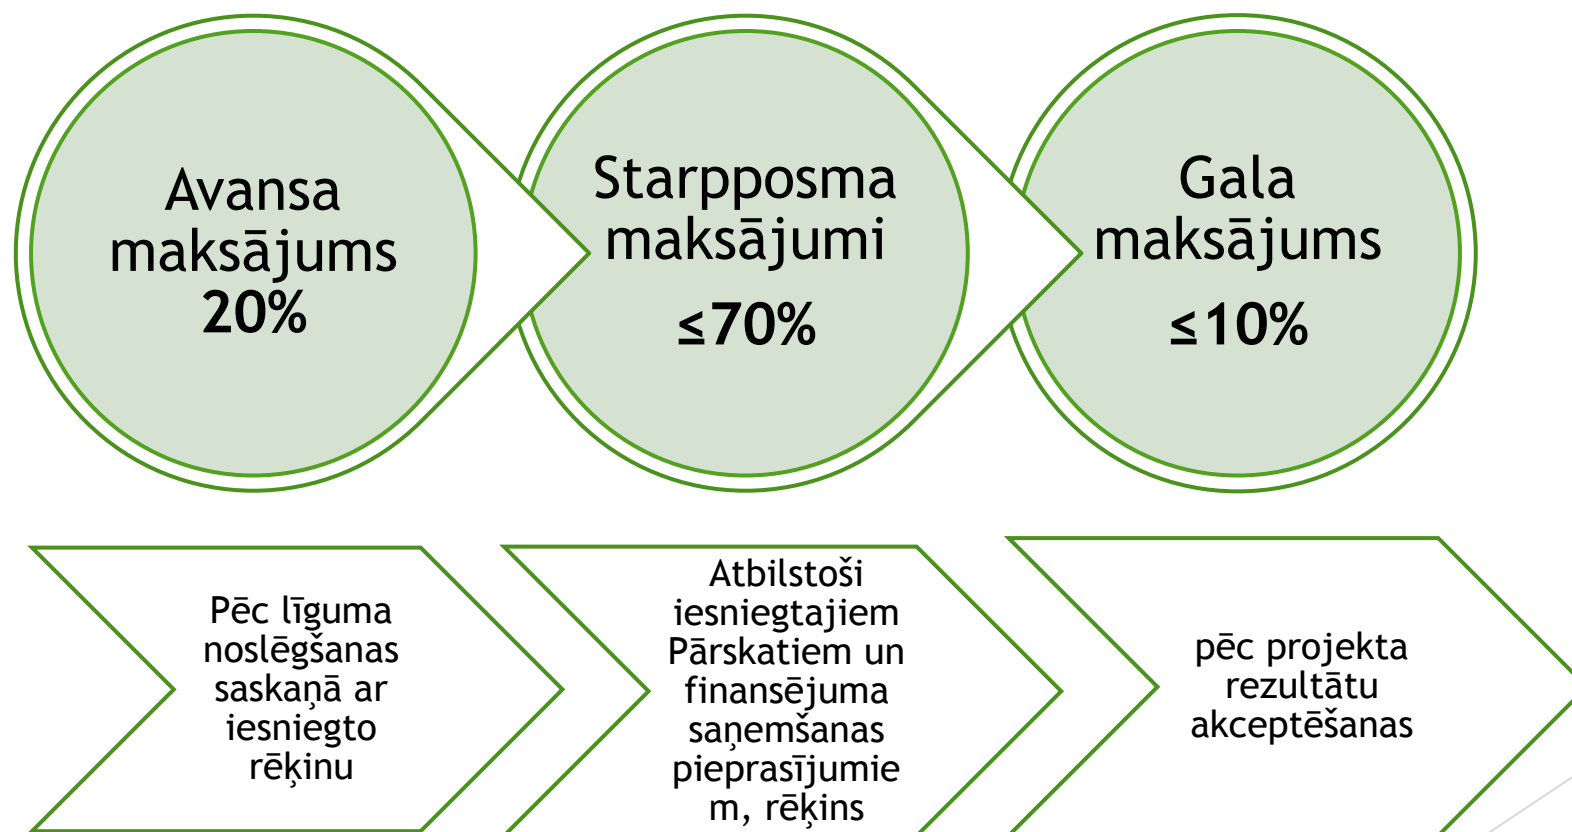 Avansa
maksājums
20%
Starpposma
maksājumi
≤70%
Gala
maksājums
≤10%
Pēc līguma
noslēgšanas
saskaņā ar
iesniegto
rēķinu
Atbilstoši
iesniegtajiem
Pārskatiem un
finansējuma
saņemšanas
pieprasījumie
m, rēķins
pēc projekta
rezultātu
akceptēšanas